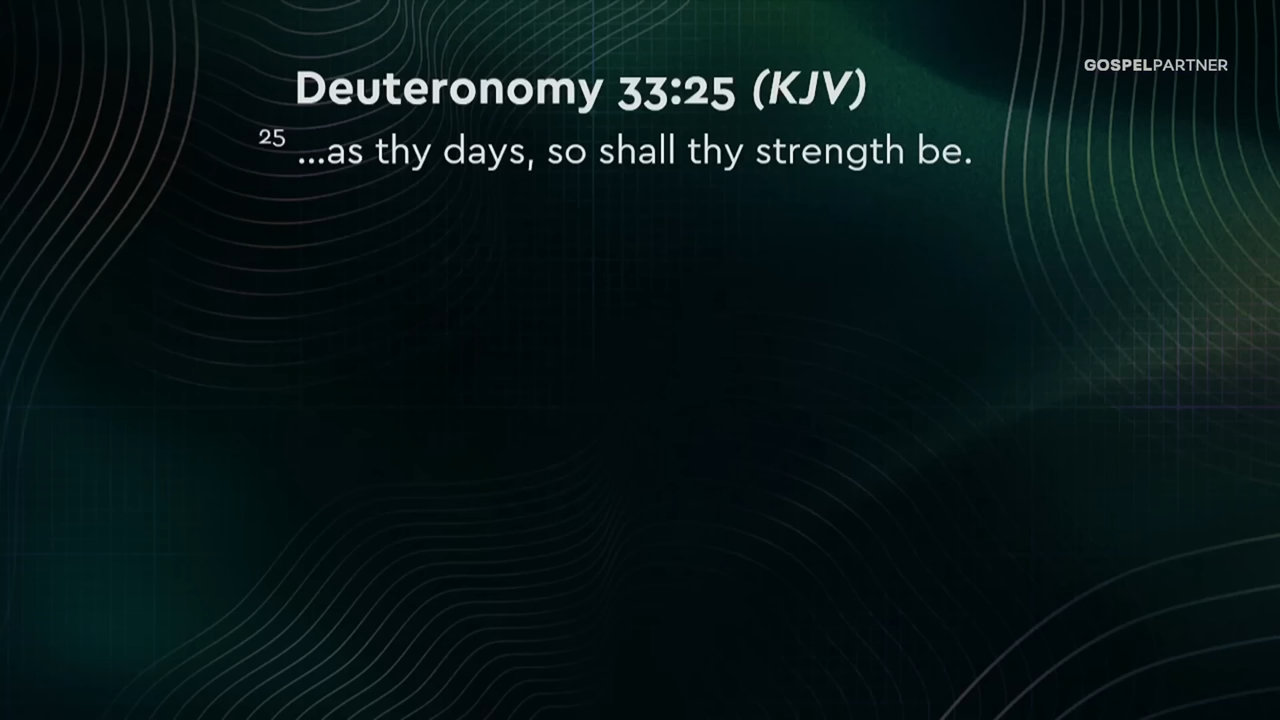 GOSPELPARTNER
Deuteronomy 33:25 (KJV)
25 ...as thy days, so shall thy strength be.